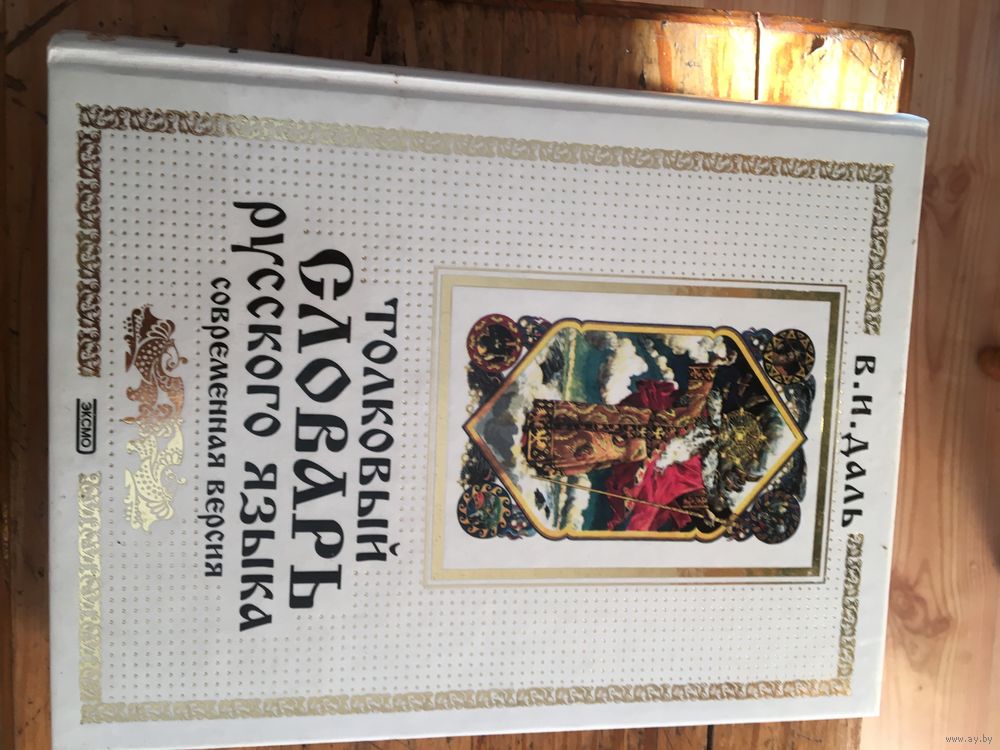 В.И.ДАЛЬ
ТОЛКОВЫЙ
СЛОВАРЬ
РУССКОГО ЯЗЫКА
СОВРЕМЕННАЯ ВЕРСИЯ
ЭКСМО
www.ay.by